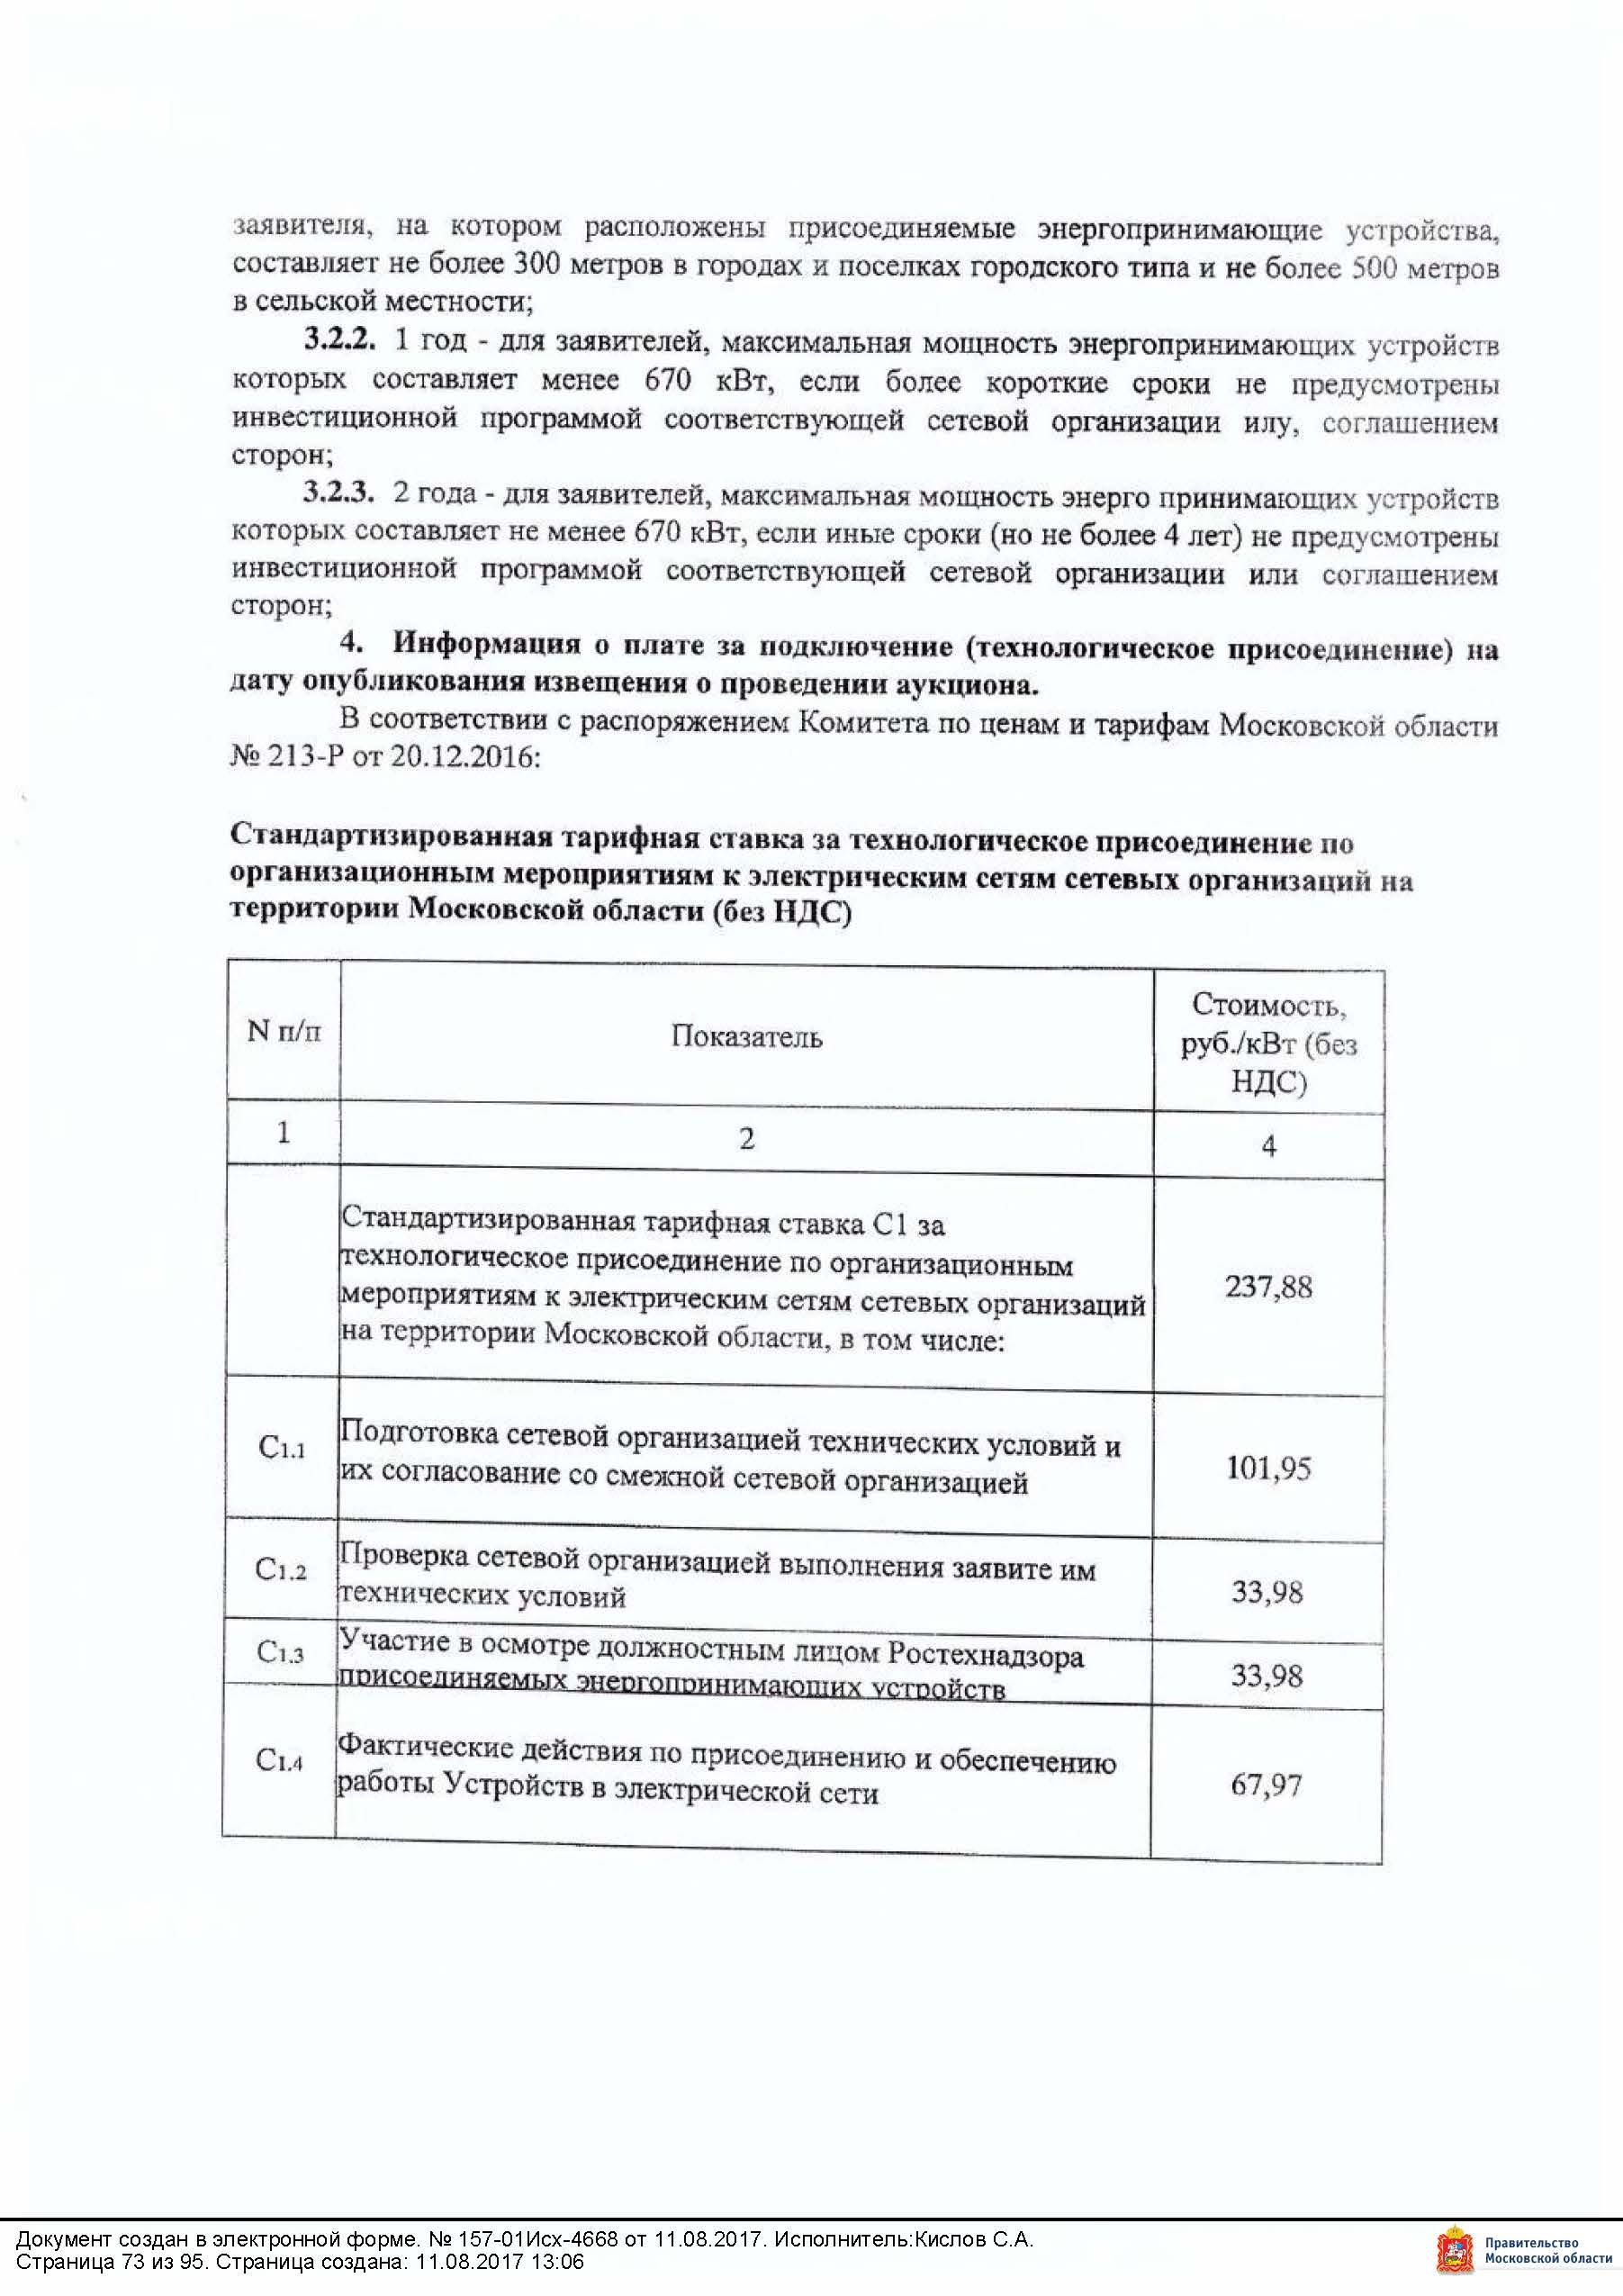 заявителя, на котором расположены присоединяемые энергопринимающие устройства,
составляет не более 300 метров в городах и поселках городского типа и не более 500 метров
в сельской местности;
3.2.2. 1 год - для заявителей, максимальная мощность энергопринимающих устройств
которых составляет менее 670 кВт, если более короткие сроки не предусмотрены
инвестиционной программой соответствующей сетевой организации илу, соглашением
сторон;
3.2.3. 2 года - для заявителей, максимальная мощность энерго принимающих устройств
которых составляет не менее 670 кВт, если иные сроки (но не более 4 лет) не предусмотрены
инвестиционной программой соответствующей сетевой организации или соглашением
сторон;
4. Информация о плате за подключение (технологическое присоединение) на
дату опубликования извещения о проведении аукциона.
В соответствии с распоряжением Комитета по ценам и тарифам Московской области
№ 213-Р от 20.12.2016:
Стандартизированная тарифная ставка за технологическое присоединение по
организационным мероприятиям к электрическим сетям сетевых организаций на
территории Московской области (без НДС)
N п/п
Показатель
Стоимость,
руб./кВт (без
НДС)
1
2
4
Стандартизированная тарифная ставка С1 за
технологическое присоединение по организационным
мероприятиям к электрическим сетям сетевых организаций
на территории Московской области, в том числе:
237,88
С1.1
Подготовка сетевой организацией технических условий и
их согласование со смежной сетевой организацией
101,95
С1.2
Проверка сетевой организацией выполнения заявите им
технических условий
33,98
С1.3
Участие в осмотре должностным лицом Ростехнадзора
присоединяемых энергопринимающих устройств
33,98
С1.4
Фактические действия по присоединению и обеспечению
работы Устройств в электрической сети
67,97
Документ создан в электронной форме. № 157-01Исх-4668 от 11.08.2017. Исполнитель:Кислов С.А.
Страница 73 из 95. Страница создана: 11.08.2017 13:06
Правительство
Московской области